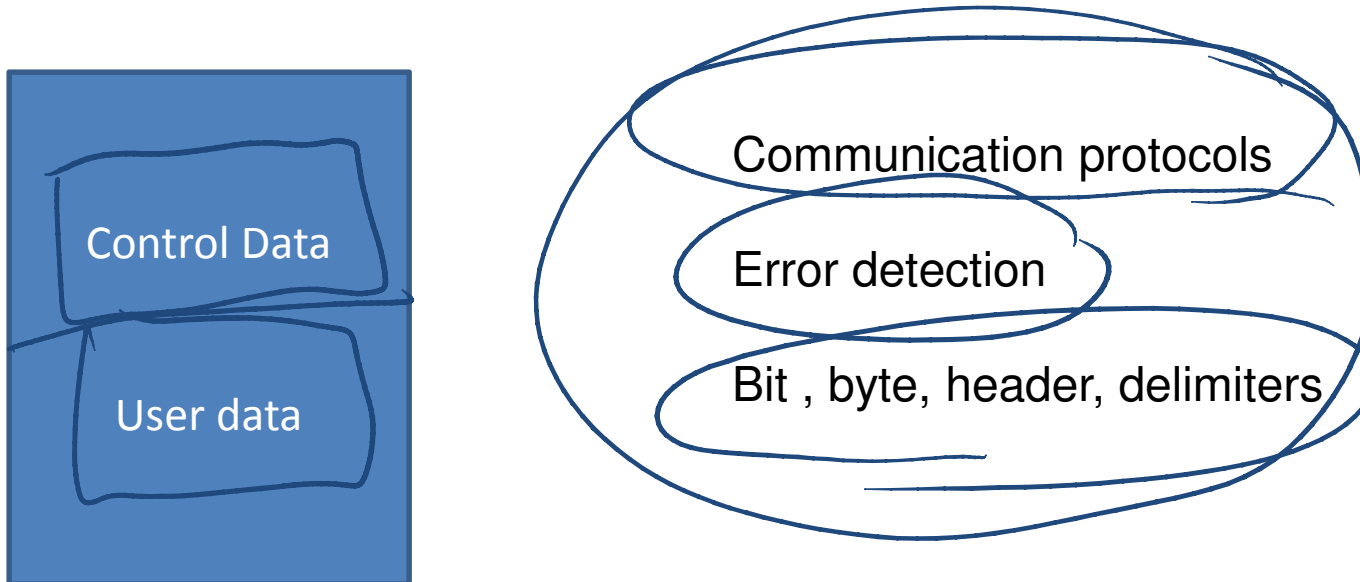 Control Data
User data
Communication protocols
Error detection
Bit , byte, header, delimiters